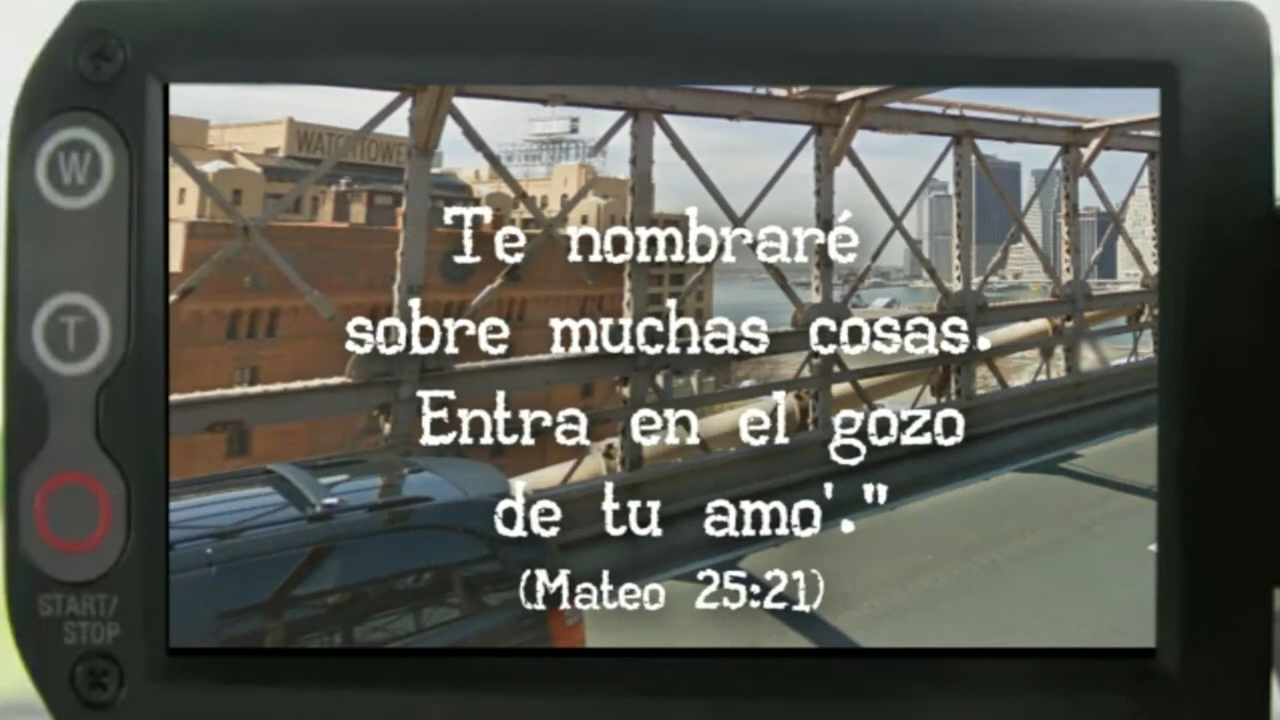 W
T
START/
STOP
WATCHTOWER
Te nombraré
sobre muchas cosas.
Entra en el gozo
de tu amo'."
(Mateo 25:21)